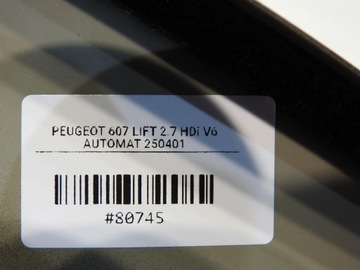 PEUGEOT 607 LIFT 2.7 HDi V6
AUTOMAT 250401
#80745